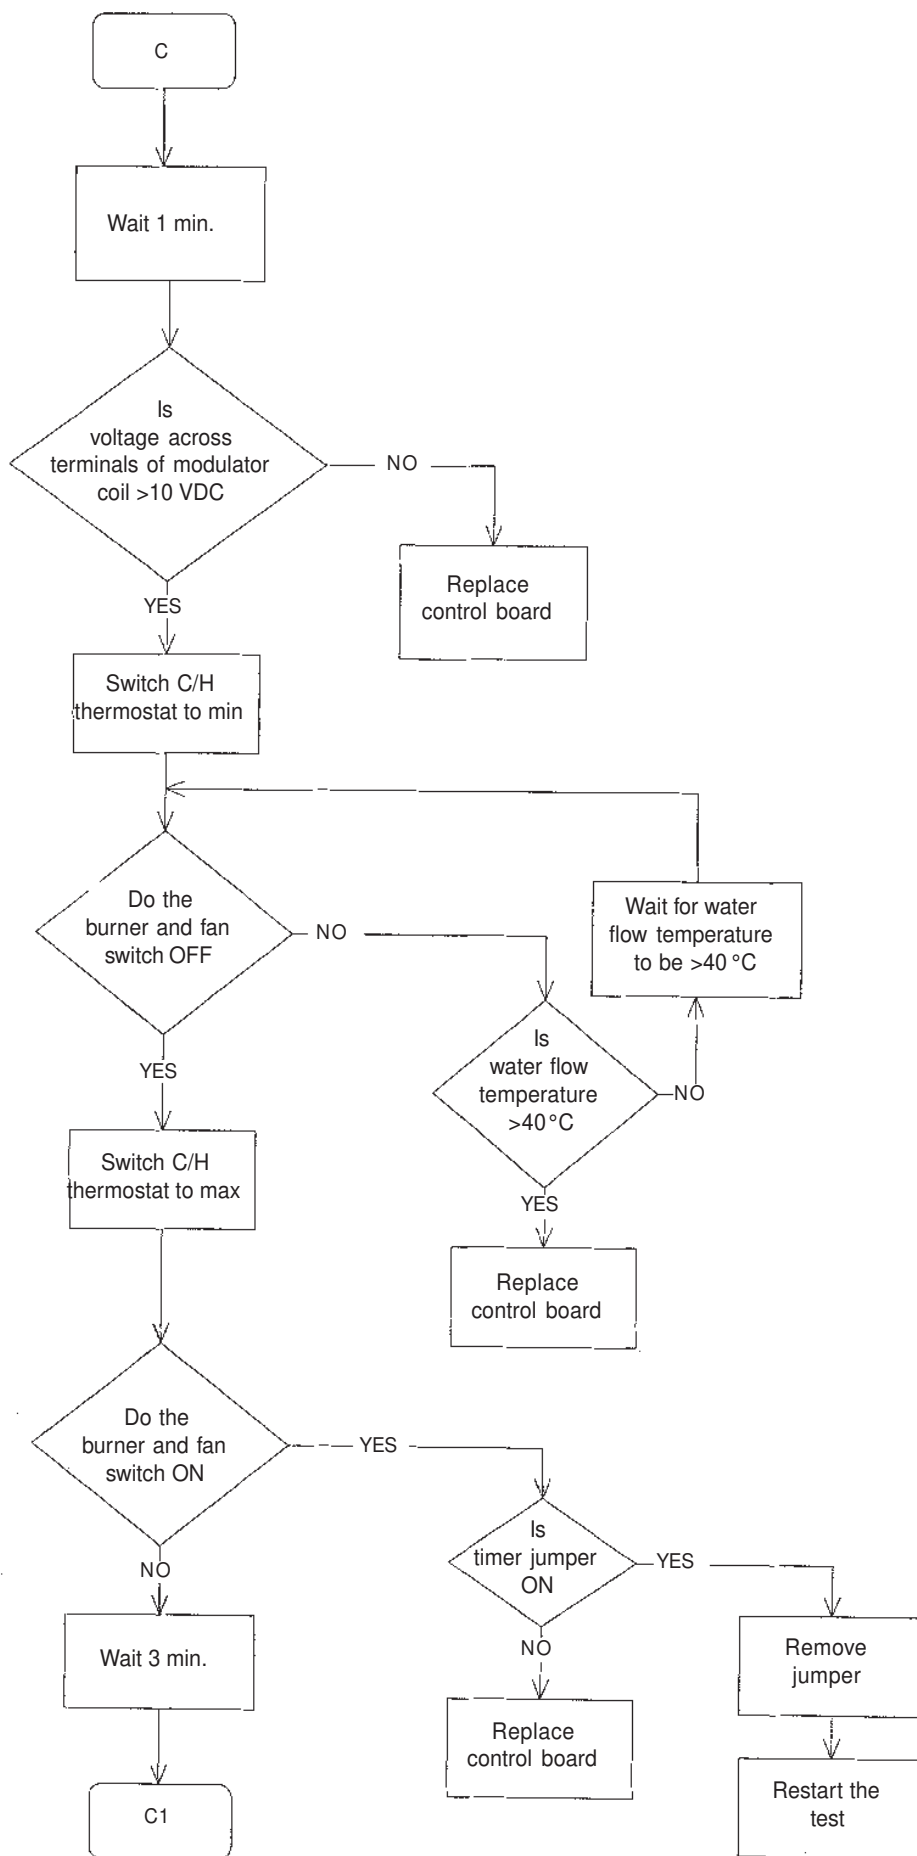 C
Wait 1 min.
Is
voltage across
terminals of modulator
coil >10 VDC
NO
Replace
control board
YES
Switch C/H
thermostat to min
Do the
burner and fan
switch OFF
NO
Wait for water
flow temperature
to be >40 °C
Is
water flow
temperature
>40°C
NO
YES
Switch C/H
thermostat to max
YES
Replace
control board
Do the
burner and fan
switch ON
YES
Is
timer jumper
ON
YES
NO
Wait 3 min.
NO
Remove
jumper
Replace
control board
Restart the
test
C1